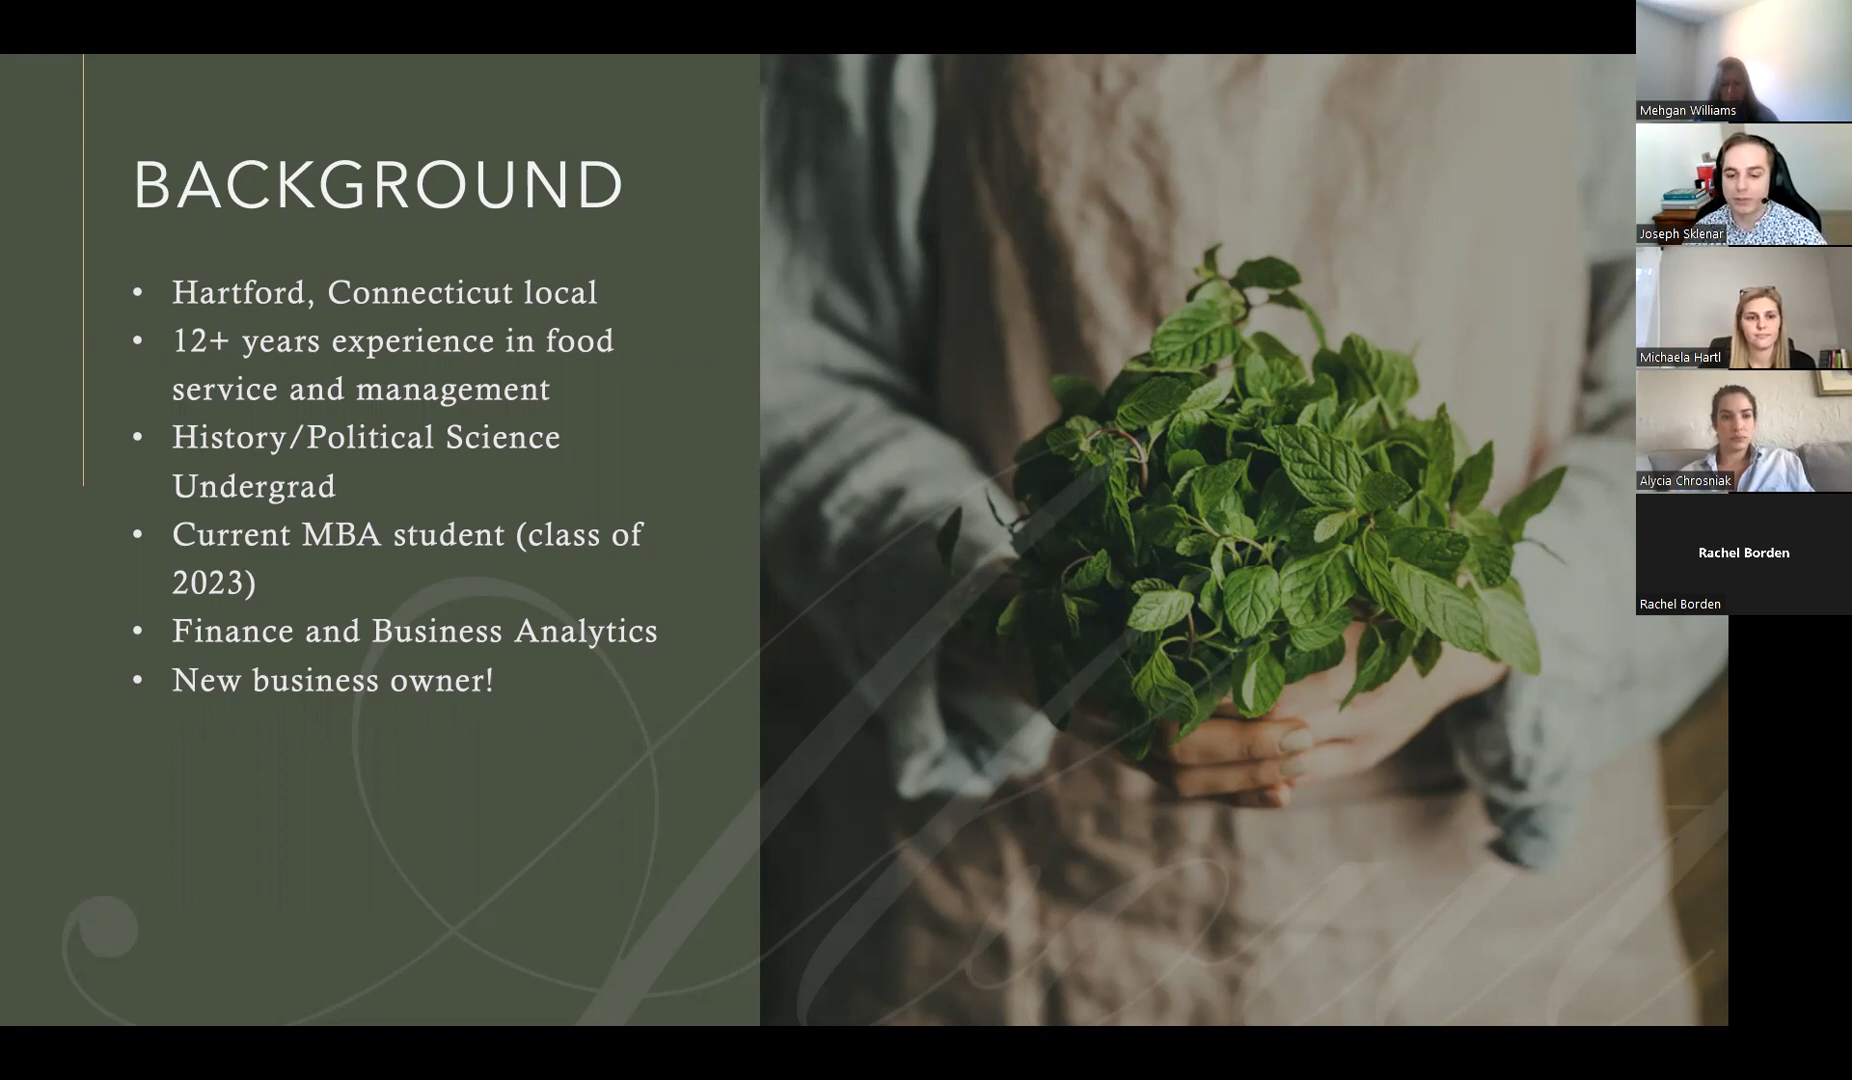 BACKGROUND
• Hartford, Connecticut local
• 12+ years experience in food
service and management
• History/Political Science
Undergrad
• Current MBA student (class of
2023)
• Finance and Business Analytics
• New business owner!
Mehgan Williams
Joseph Sklenar
Michaela Hartl
Alycia Chrosniak
Rachel Borden
Rachel Borden